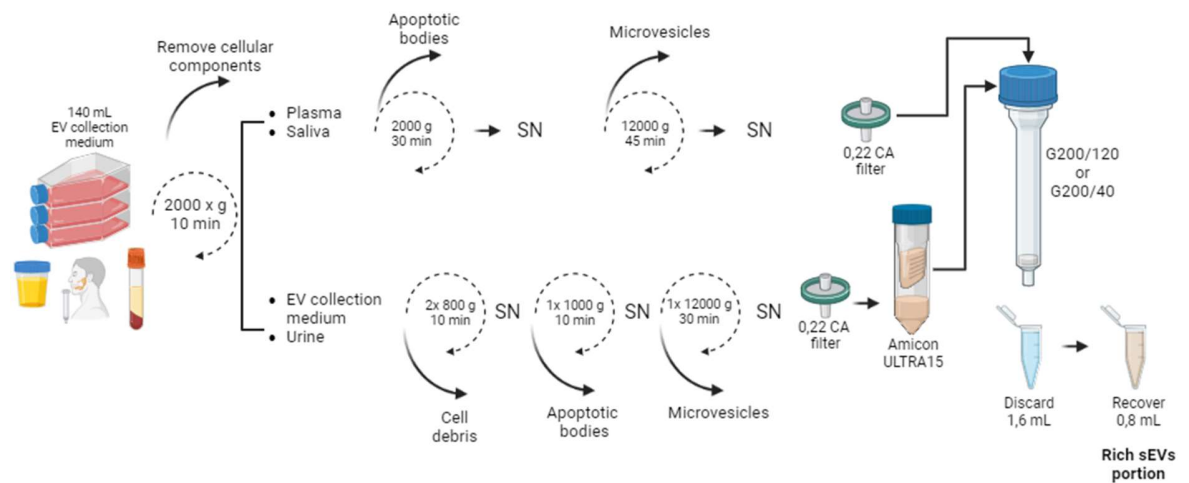 140 mL
EV collection
medium
Remove cellular
components
2000 x g
10 min
• Plasma
• Saliva
Apoptotic
bodies
2000 g
30 min
SN
Microvesicles
12000 g
45 min
SN
0,22 CA
filter
G200/120
or
G200/40
• EV collection
medium
• Urine
2x 800 g
10 min
SN
Cell
debris
1x 1000 g
10 min
SN
Apoptotic
bodies
1x 12000 g
30 min
SN
Microvesicles
0,22 CA
filter
Amicon
ULTRA15
Discard
1,6 mL
Recover
0,8 mL
Rich sEVs
portion